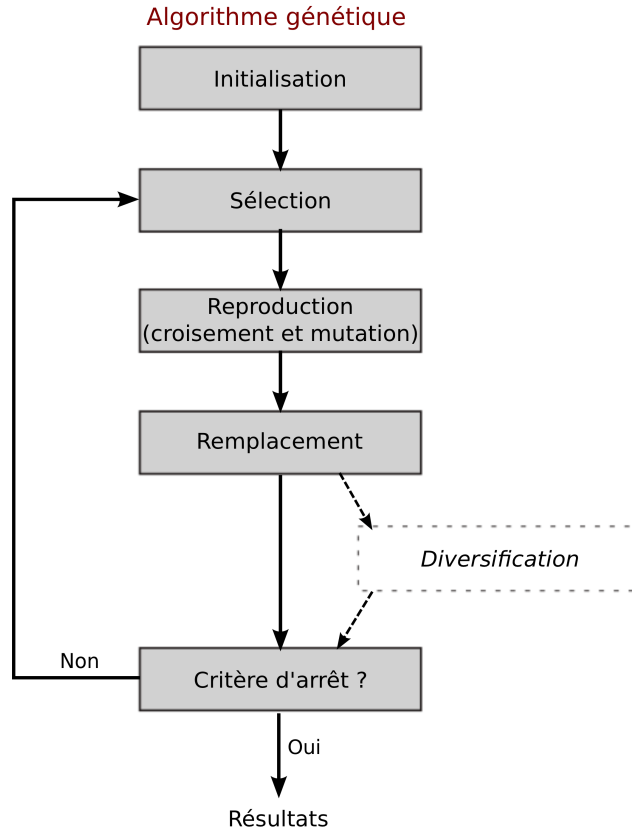 Algorithme génétique
Initialisation
Sélection
Reproduction
(croisement et mutation)
Remplacement
Diversification
Non
Critère d'arrêt ?
Oui
Résultats